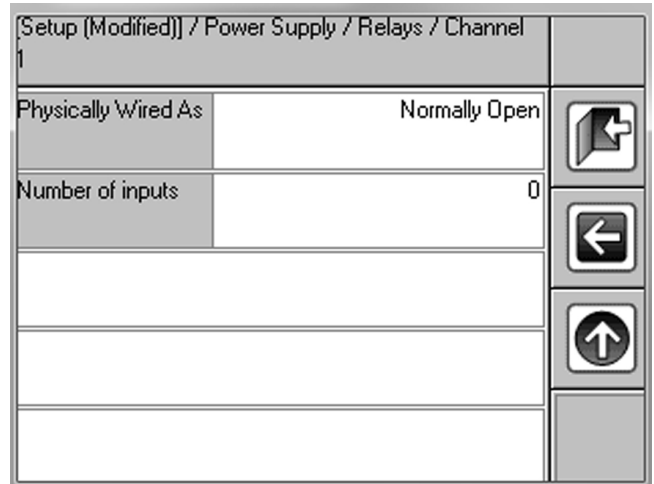 [Setup (Modified)] / Power Supply / Relays / Channel
1
Physically Wired As
Normally Open
Number of inputs
0